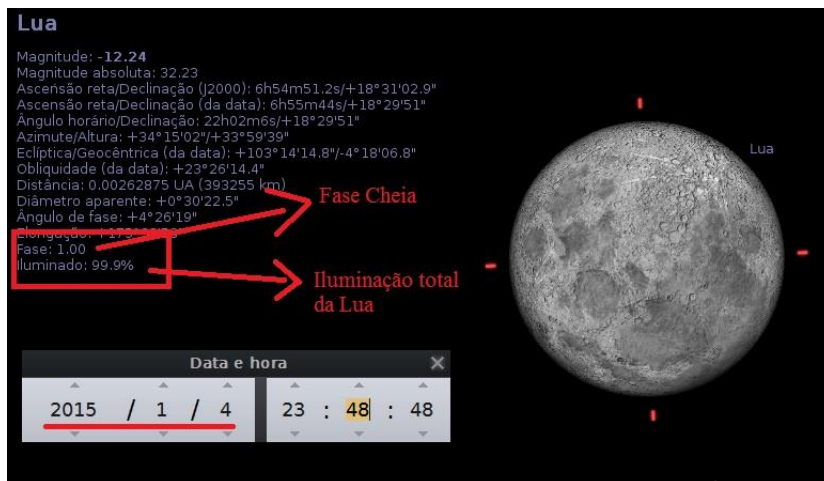 Lua
Magnitude: -12.24
Magnitude absoluta: 32.23
Ascensão reta/Declinação (J2000): 6h54m51.2s/+18°31'02.9"
Ascensão reta/Declinação (da data): 6h55m44s/+18°29'51"
Ângulo horário/Declinação: 22h02m6s/+18°29'51"
Azimute/Altura: +34°15'02"/+33°59'39"
Eclíptica/Geocêntrica (da data): +103°14'14.8"/-4°18'06.8"
Obliquidade (da data): +23°26'14.4"
Distância: 0.00262875 UA (393255 km)
Diâmetro aparente: +0°30'22.5"
Ângulo de fase: +4°26'19"
Elongação:
Fase: 1.00
Iluminado: 99.9%
Fase Cheia
Iluminação total
da Lua
Lua
Data e hora
2015 / 1 / 4 23 : 48 : 48